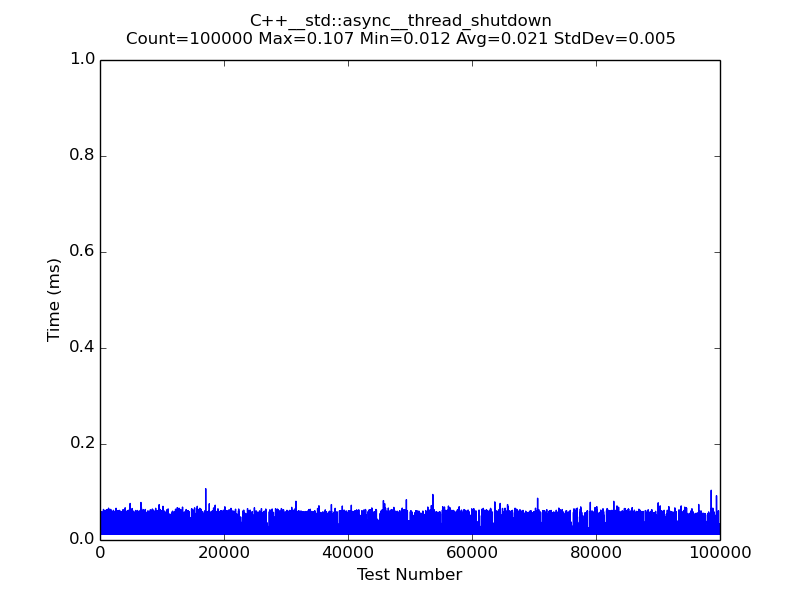 C++__std::async__thread_shutdown
Count=100000 Max=0.107 Min=0.012 Avg=0.021 StdDev=0.005
1.0
0.8
0.6
0.4
0.2
0.0
Time (ms)
0 20000 40000 60000 80000 100000
Test Number